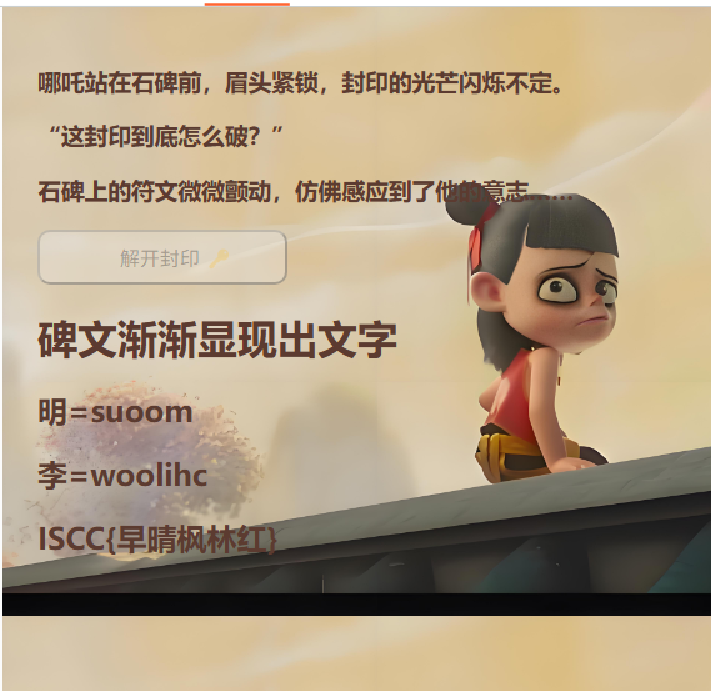 哪吒站在石碑前，眉头紧锁，封印的光芒闪烁不定。
“这封印到底怎么破？”
石碑上的符文微微颤动，仿佛感应到了他的意志……
解开封印 🔑
碑文渐渐显现出文字
明=suoom
李=woolihc
ISCC{早晴枫林红}